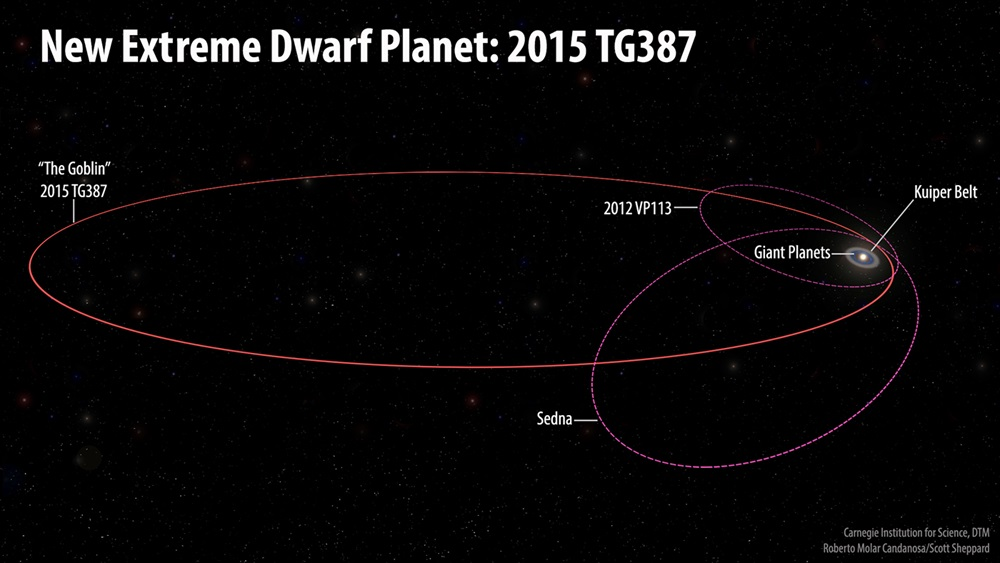 New Extreme Dwarf Planet: 2015 TG387
“The Goblin”
2015 TG387
2012 VP113
Kuiper Belt
Giant Planets
Sedna
Carnegie Institution for Science, DTM
Roberto Molar Candanosa/Scott Sheppard